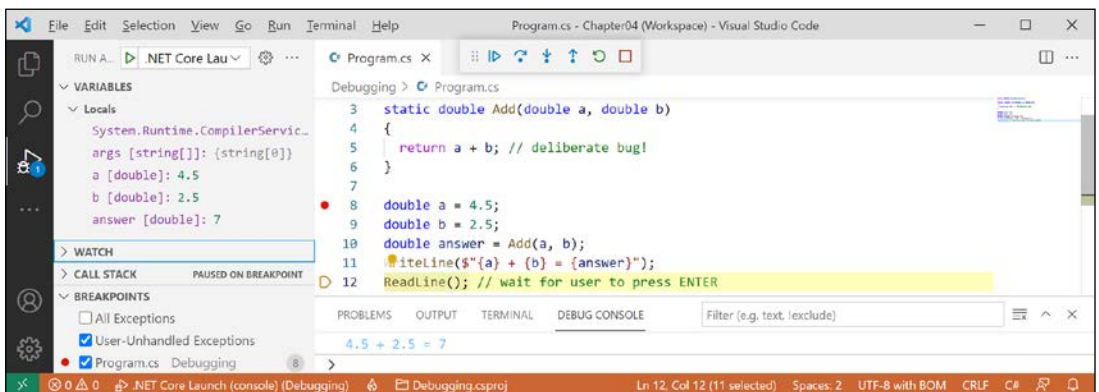 File Edit Selection View Go Run Terminal Help Program.cs - Chapter04 (Workspace) - Visual Studio Code
RUN A... .NET Core Lau
Program.cs
VARIABLES
Locals
System.Runtime.CompilerServic…
args [string[]]: {string[0]}
a [double]: 4.5
b [double]: 2.5
answer [double]: 7
WATCH
CALL STACK PAUSED ON BREAKPOINT
BREAKPOINTS
All Exceptions
User-Unhandled Exceptions
Program.cs Debugging 8
1
Debugging > Program.cs
3 static double Add(double a, double b)
4 {
5 return a + b; // deliberate bug!
6 }
7
8 double a = 4.5;
9 double b = 2.5;
10 double answer = Add(a, b);
11 iteLine($"{a} + {b} = {answer}");
12 ReadLine(); // wait for user to press ENTER
PROBLEMS OUTPUT TERMINAL DEBUG CONSOLE Filter (e.g. text, !exclude)
4.5 + 2.5 = 7
>
0 0 .NET Core Launch (console) (Debugging) Debugging.csproj Ln 12, Col 12 (11 selected) Spaces: 2 UTF-8 with BOM CRLF C#